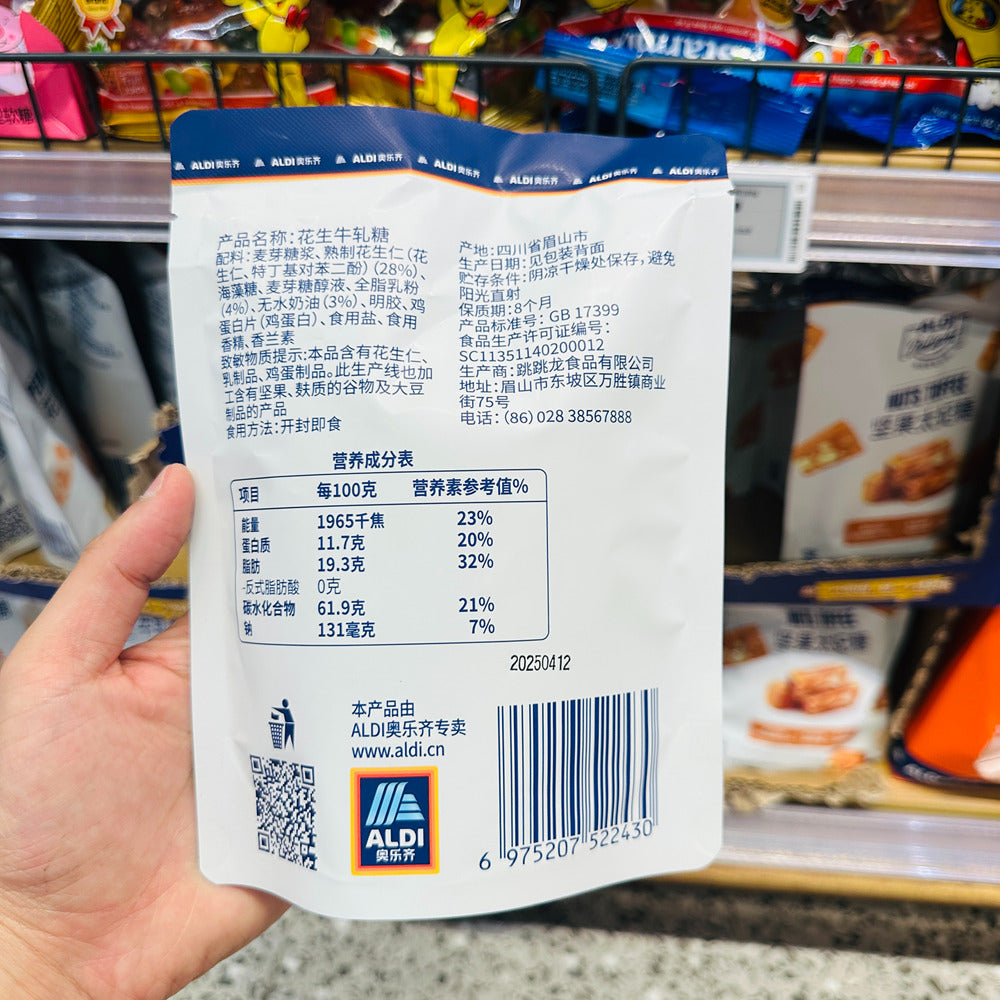 ALDI奥乐齐 ALDI奥乐齐 ALDI奥乐齐 ALDI奥乐齐 ALDI奥乐齐 ALDI奥乐齐 ALDI奥乐齐
产品名称:花生牛轧糖
配料:麦芽糖浆、熟制花生仁(花
生仁、特丁基对苯二酚)(28%)、
海藻糖、麦芽糖醇液、全脂乳粉
(4%)、无水奶油(3%)、明胶、鸡
蛋白片(鸡蛋白)、食用盐、食用
香精、香兰素
致敏物质提示:本品含有花生仁、
乳制品、鸡蛋制品。此生产线也加
工含有坚果、麸质的谷物及大豆
制品的产品
食用方法:开封即食
产地:四川省眉山市
生产日期:见包装背面
贮存条件:阴凉干燥处保存,避免
阳光直射
保质期:8个月
产品标准号:GB 17399
食品生产许可证编号:
SC11351140200012
生产商:跳跳龙食品有限公司
地址:眉山市东坡区万胜镇商业
街75号
电话:(86) 028 38567888
营养成分表
项目 每100克 营养素参考值%
能量 1965千焦 23%
蛋白质 11.7克 20%
脂肪 19.3克 32%
-反式脂肪酸 0克
碳水化合物 61.9克 21%
钠 131毫克 7%
20250412
本产品由
ALDI奥乐齐专卖
www.aldi.cn
ALDI
奥乐齐
6 975207 522430
NUTS TOFFEE
坚果太妃糖